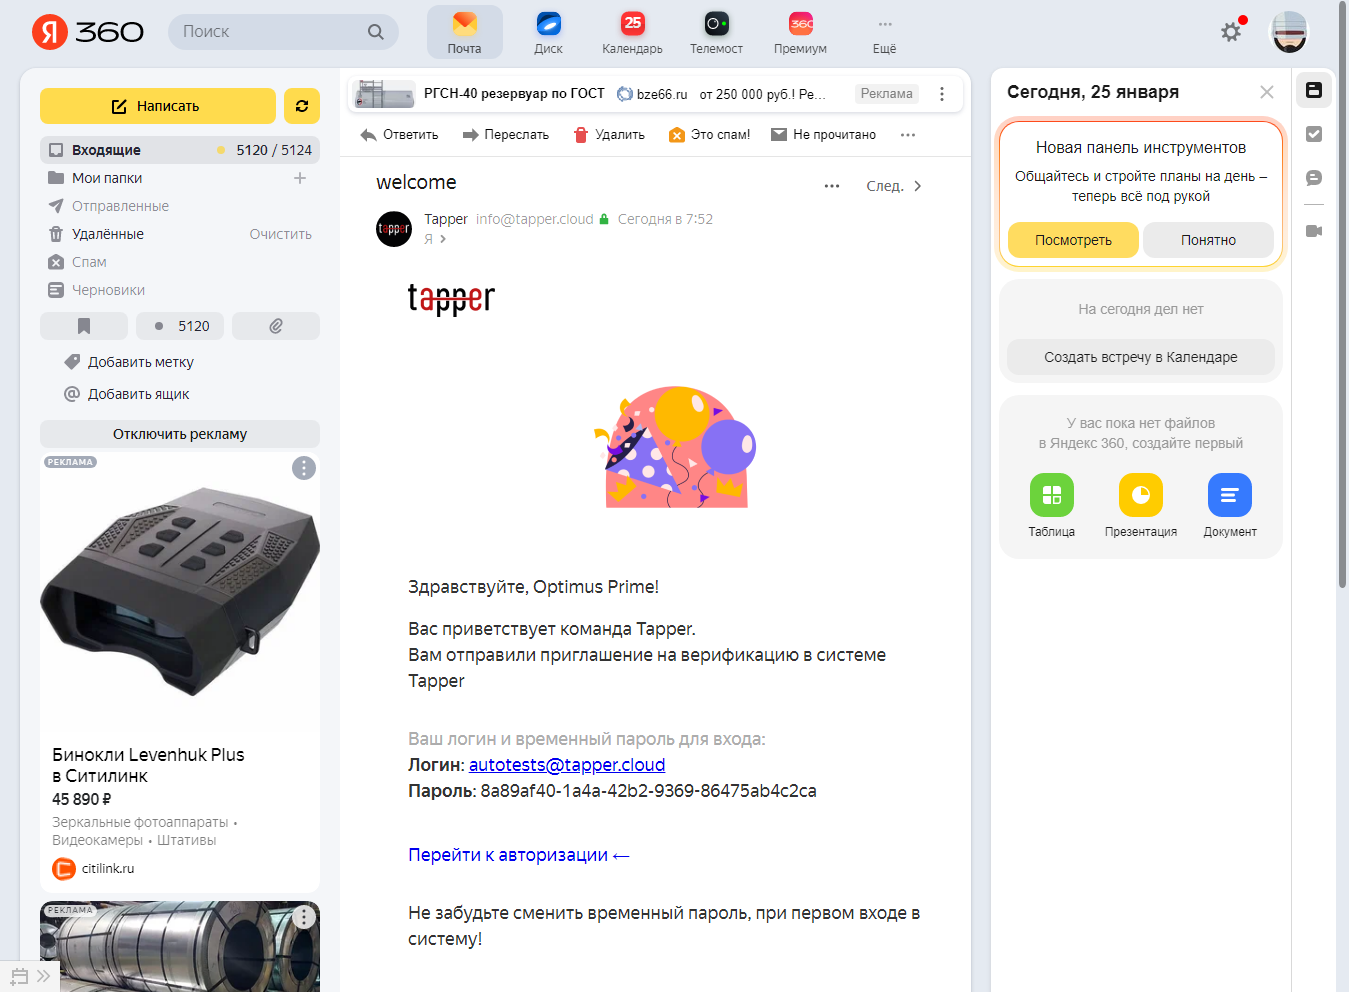 Я 360
Поиск
Почта
Диск
25
Календарь
Телемост
360
Премиум
Ещё
Написать
Входящие
5120 / 5124
Мои папки
Отправленные
Удалённые
Очистить
Спам
Черновики
5120
Добавить метку
Добавить ящик
Отключить рекламу
РЕКЛАМА
Бинокли Levenhuk Plus
в Ситилинк
45 890 ₽
Зеркальные фотоаппараты •
Видеокамеры • Штативы
citilink.ru
РЕКЛАМА
РГСН-40 резервуар по ГОСТ
bze66.ru
от 250 000 руб.! Ре...
Реклама
Ответить
Переслать
Удалить
Это спам!
Не прочитано
welcome
След.
tapper
Tapper info@tapper.cloud Сегодня в 7:52
Я
tapper
Здравствуйте, Optimus Prime!
Вас приветствует команда Tapper.
Вам отправили приглашение на верификацию в системе
Tapper
Ваш логин и временный пароль для входа:
Логин: autotests@tapper.cloud
Пароль: 8a89af40-1a4a-42b2-9369-86475ab4c2ca
Перейти к авторизации ←
Не забудьте сменить временный пароль, при первом входе в
систему!
Сегодня, 25 января
Новая панель инструментов
Общайтесь и стройте планы на день –
теперь всё под рукой
Посмотреть
Понятно
На сегодня дел нет
Создать встречу в Календаре
У вас пока нет файлов
в Яндекс 360, создайте первый
Таблица
Презентация
Документ